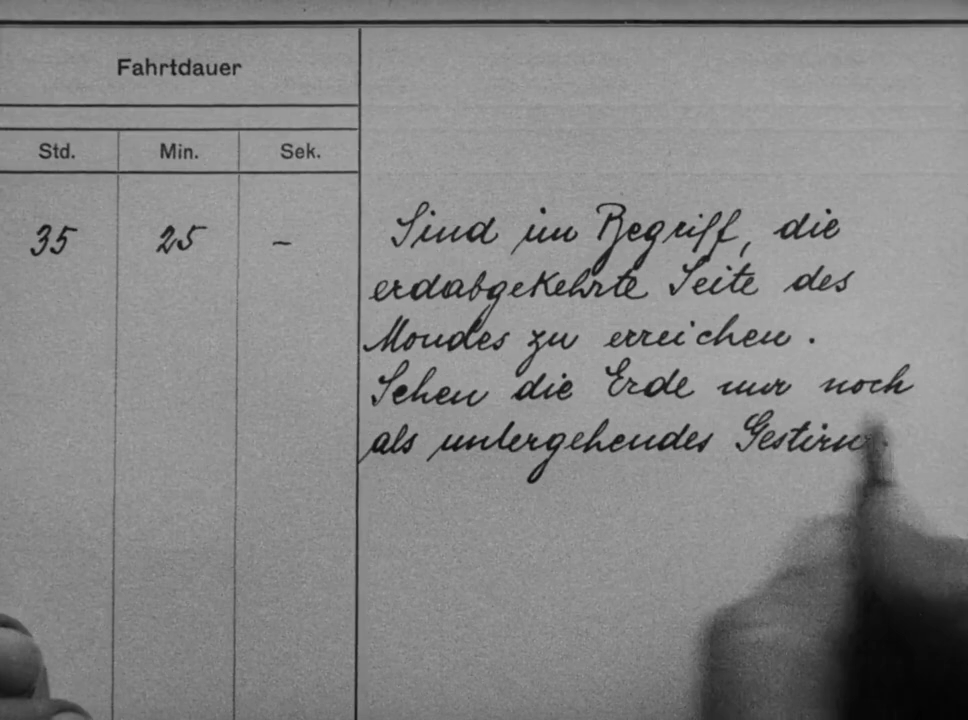 Fahrtdauer
Std. Min. Sek.
35 25 –
Sind im Begriff, die
erdabgekehrte Seite des
Mondes zu erreichen.
Sehen die Erde nur noch
als untergehendes Gestirn.